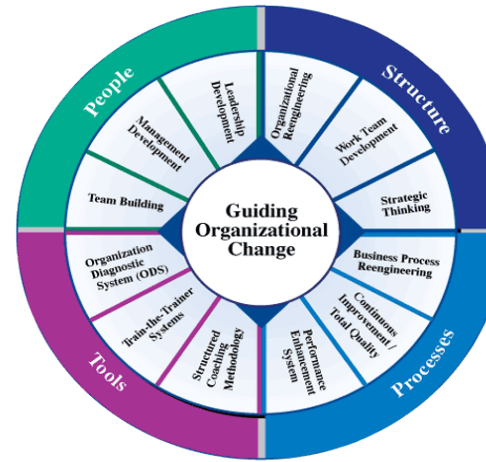 People
Structure
Processes
Tools
Guiding
Organizational
Change
Leadership
Development
Management
Development
Team Building
Organizational
Reengineering
Work Team
Development
Strategic
Thinking
Business Process
Reengineering
Continuous
Improvement /
Total Quality
Performance
Enhancement
System
Structured
Coaching
Methodology
Train-the-Trainer
Systems
Organization
Diagnostic
System (ODS)